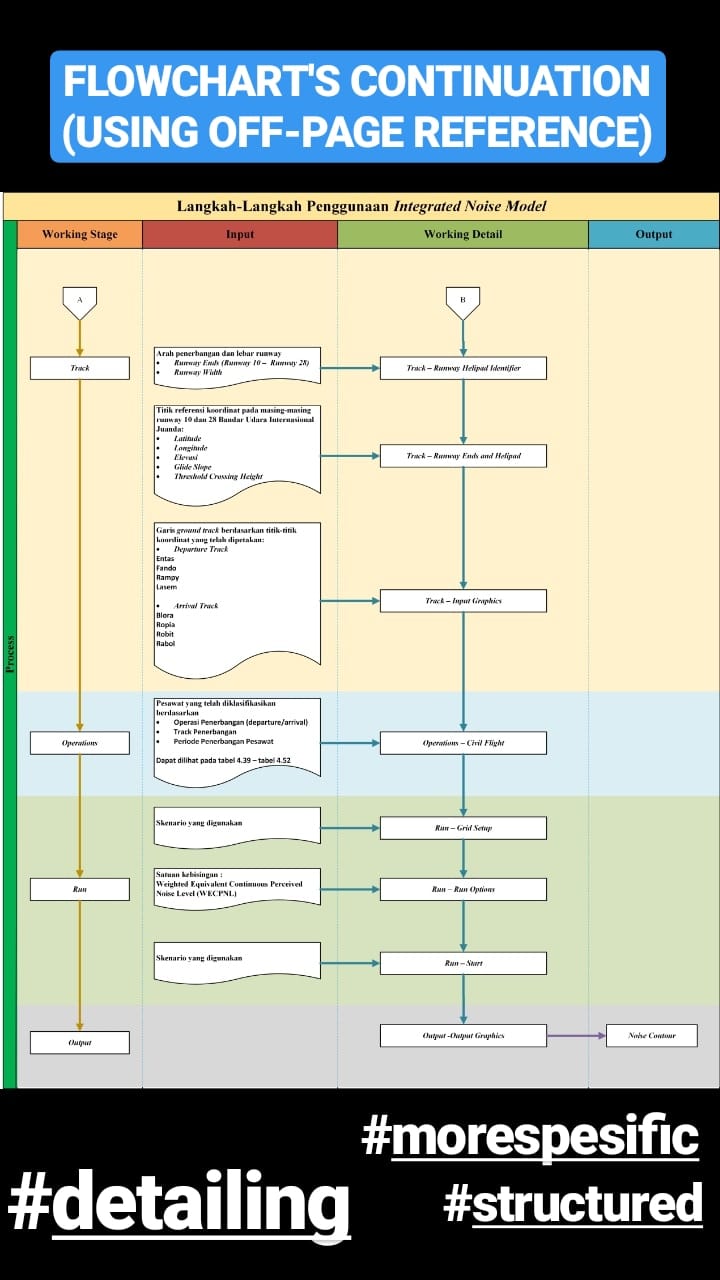 FLOWCHART'S CONTINUATION
(USING OFF-PAGE REFERENCE)
Langkah-Langkah Penggunaan Integrated Noise Model
Working Stage
Input
Working Detail
Output
Process
A
B
Track
Arah penerbangan dan lebar runway
• Runway Ends (Runway 10 – Runway 28)
• Runway Width
Track – Runway Helipad Identifier
Titik referensi koordinat pada masing-masing
runway 10 dan 28 Bandar Udara Internasional
Juanda:
• Latitude
• Longitude
• Elevasi
• Glide Slope
• Threshold Crossing Height
Track – Runway Ends and Helipad
Garis ground track berdasarkan titik-titik
koordinat yang telah dipetakan:
• Departure Track
Entas
Fando
Rampy
Lasem
• Arrival Track
Blora
Ropia
Robit
Rabol
Track – Input Graphics
Operations
Pesawat yang telah diklasifikasikan
berdasarkan
• Operasi Penerbangan (departure/arrival)
• Track Penerbangan
• Periode Penerbangan Pesawat
Dapat dilihat pada tabel 4.39 – tabel 4.52
Operations – Civil Flight
Skenario yang digunakan
Run – Grid Setup
Run
Satuan kebisingan :
Weighted Equivalent Continuous Perceived
Noise Level (WECPNL)
Run – Run Options
Skenario yang digunakan
Run – Start
Output
Output -Output Graphics
Noise Contour
#morespesific
#detailing
#structured